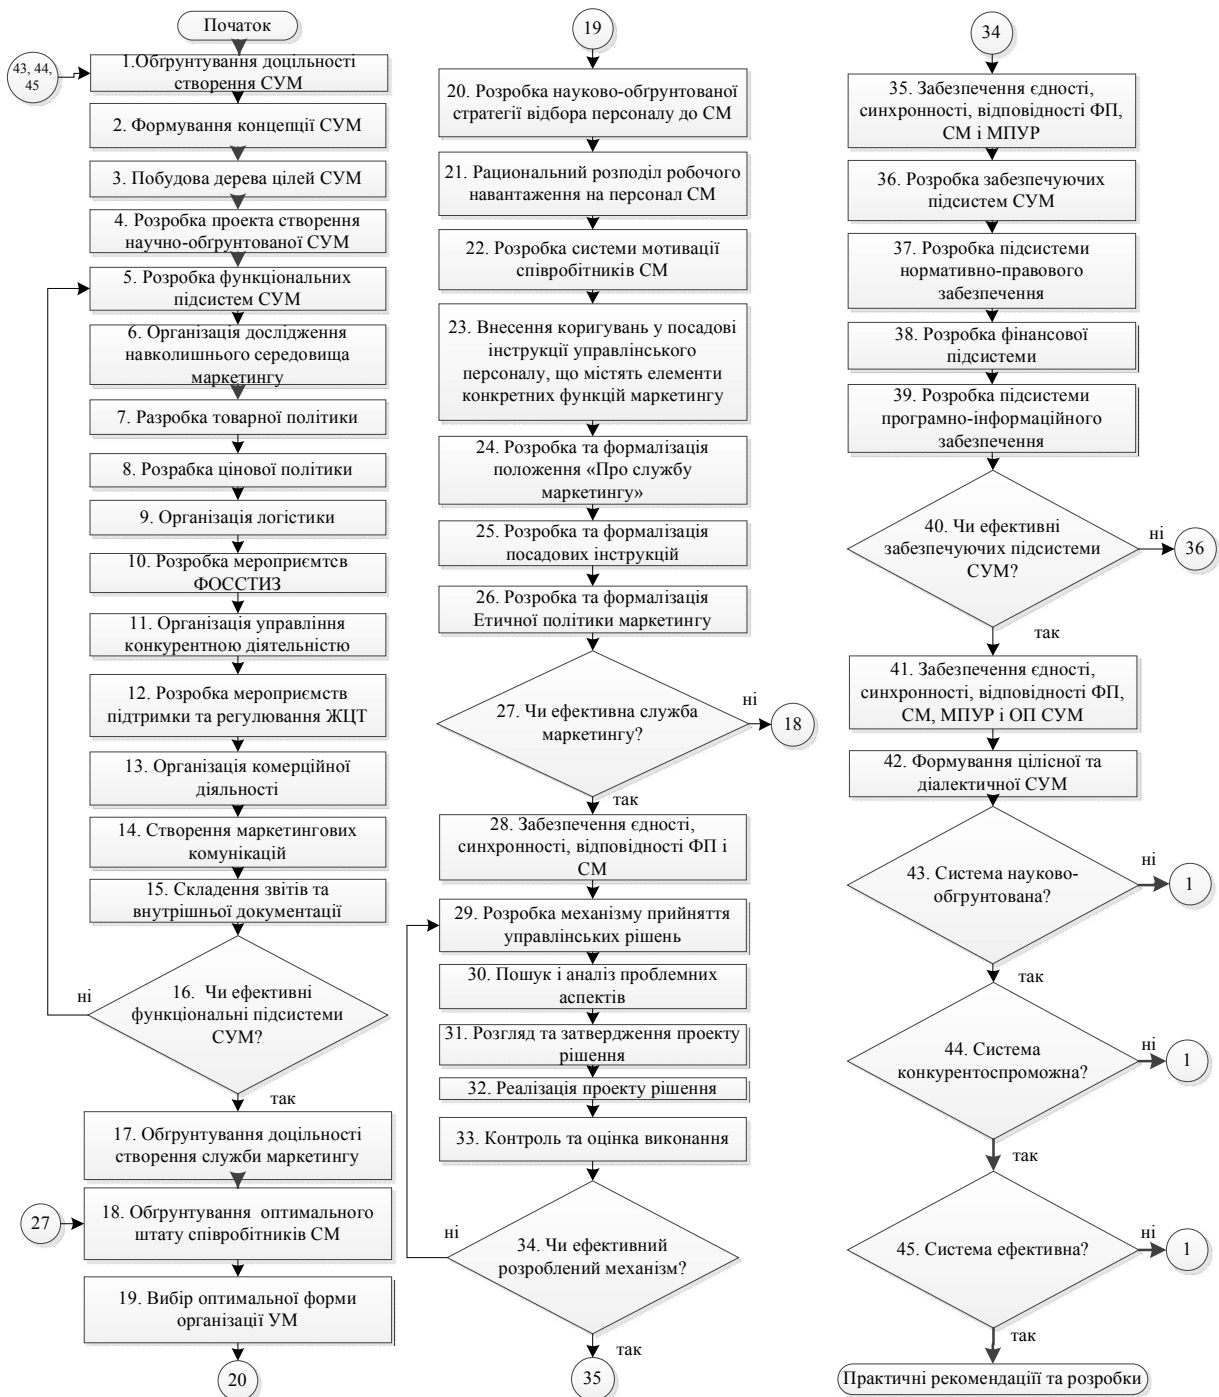 Початок
43, 44,
45
1.Обґрунтування доцільності
створення СУМ
2. Формування концепції СУМ
3. Побудова дерева цілей СУМ
4. Розробка проекта створення
научно-обґрунтованої СУМ
5. Розробка функціональних
підсистем СУМ
6. Організація дослідження
навколишнього середовища
маркетингу
7. Разробка товарної політики
8. Розрабка цінової політики
9. Організація логістики
10. Розробка мероприємтсв
ФОССТИЗ
11. Організація управління
конкурентною діятельністю
12. Розробка мероприємств
підтримки та регулювання ЖЦТ
13. Організація комерційної
діяльності
14. Створення маркетингових
комунікацій
15. Складення звітів та
внутрішньої документації
ні
16. Чи ефективні
функціональні підсистеми
СУМ?
так
17. Обґрунтування доцільності
створення служби маркетингу
27
18. Обґрунтування оптимального
штату співробітників СМ
19. Вибір оптимальної форми
організації УМ
20
19
20. Розробка науково-обґрунтованої
стратегії відбора персоналу до СМ
21. Раціональний розподіл робочого
навантаження на персонал СМ
22. Розробка системи мотивації
співробітників СМ
23. Внесення коригувань у посадові
інструкції управлінського
персоналу, що містять елементи
конкретних функцій маркетингу
24. Розробка та формалізація
положення «Про службу
маркетингу»
25. Розробка та формалізація
посадових інструкцій
26. Розробка та формалізація
Етичної політики маркетингу
27. Чи ефективна служба
маркетингу?
ні
18
так
28. Забезпечення єдності,
синхронності, відповідності ФП і
СМ
29. Розробка механізму прийняття
управлінських рішень
30. Пошук і аналіз проблемних
аспектів
31. Розгляд та затвердження проекту
рішення
32. Реалізація проекту рішення
33. Контроль та оцінка виконання
ні
34. Чи ефективний
розроблений механізм?
так
35
34
35. Забезпечення єдності,
синхронності, відповідності ФП,
СМ і МПУР
36. Розробка забезпечуючих
підсистем СУМ
37. Розробка підсистеми
нормативно-правового
забезпечення
38. Розробка фінансової
підсистеми
39. Розробка підсистеми
програмно-інформаційного
забезпечення
40. Чи ефективні
забезпечуючих підсистеми
СУМ?
ні
36
так
41. Забезпечення єдності,
синхронності, відповідності ФП,
СМ, МПУР і ОП СУМ
42. Формування цілісної та
діалектичної СУМ
43. Система науково-
обгрунтована?
ні
1
так
44. Система
конкурентоспроможна?
ні
1
так
45. Система ефективна?
ні
1
так
Практичні рекомендаціїї та розробки